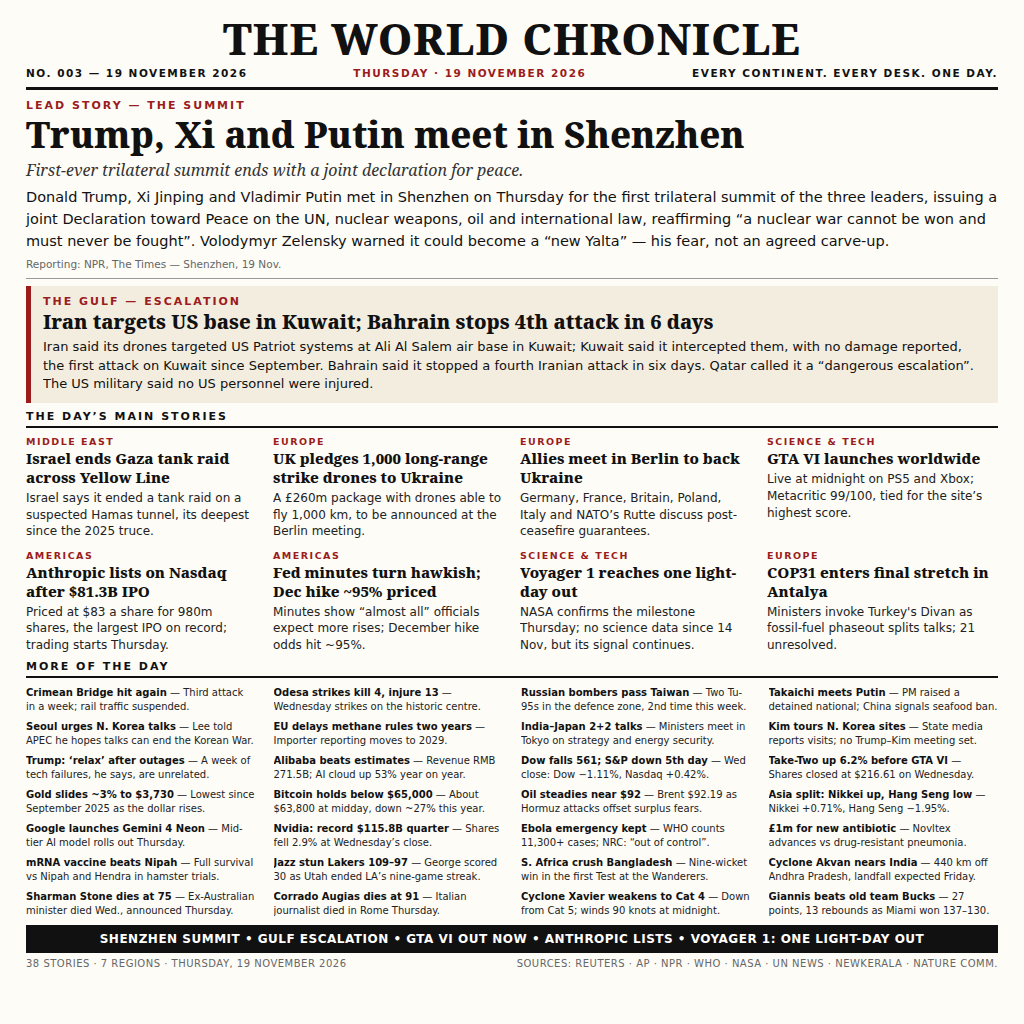 THE WORLD CHRONICLE
NO. 003 — 19 NOVEMBER 2026
THURSDAY · 19 NOVEMBER 2026
EVERY CONTINENT. EVERY DESK. ONE DAY.
LEAD STORY — THE SUMMIT
Trump, Xi and Putin meet in Shenzhen
First-ever trilateral summit ends with a joint declaration for peace.
Donald Trump, Xi Jinping and Vladimir Putin met in Shenzhen on Thursday for the first trilateral summit of the three leaders, issuing a
joint Declaration toward Peace on the UN, nuclear weapons, oil and international law, reaffirming “a nuclear war cannot be won and
must never be fought”. Volodymyr Zelensky warned it could become a “new Yalta” — his fear, not an agreed carve-up.
Reporting: NPR, The Times — Shenzhen, 19 Nov.
THE GULF — ESCALATION
Iran targets US base in Kuwait; Bahrain stops 4th attack in 6 days
Iran said its drones targeted US Patriot systems at Ali Al Salem air base in Kuwait; Kuwait said it intercepted them, with no damage reported,
the first attack on Kuwait since September. Bahrain said it stopped a fourth Iranian attack in six days. Qatar called it a “dangerous escalation”.
The US military said no US personnel were injured.
THE DAY’S MAIN STORIES
MIDDLE EAST
Israel ends Gaza tank raid
across Yellow Line
Israel says it ended a tank raid on a
suspected Hamas tunnel, its deepest
since the 2025 truce.
EUROPE
UK pledges 1,000 long-range
strike drones to Ukraine
A £260m package with drones able to
fly 1,000 km, to be announced at the
Berlin meeting.
EUROPE
Allies meet in Berlin to back
Ukraine
Germany, France, Britain, Poland,
Italy and NATO’s Rutte discuss post-
ceasefire guarantees.
SCIENCE & TECH
GTA VI launches worldwide
Live at midnight on PS5 and Xbox;
Metacritic 99/100, tied for the site’s
highest score.
AMERICAS
Anthropic lists on Nasdaq
after $81.3B IPO
Priced at $83 a share for 980m
shares, the largest IPO on record;
trading starts Thursday.
AMERICAS
Fed minutes turn hawkish;
Dec hike ~95% priced
Minutes show “almost all” officials
expect more rises; December hike
odds hit ~95%.
SCIENCE & TECH
Voyager 1 reaches one light-
day out
NASA confirms the milestone
Thursday; no science data since 14
Nov, but its signal continues.
EUROPE
COP31 enters final stretch in
Antalya
Ministers invoke Turkey's Divan as
fossil-fuel phaseout splits talks; 21
unresolved.
MORE OF THE DAY
Crimean Bridge hit again — Third attack
in a week; rail traffic suspended.
Odesa strikes kill 4, injure 13 —
Wednesday strikes on the historic centre.
Russian bombers pass Taiwan — Two Tu-
95s in the defence zone, 2nd time this week.
Takaichi meets Putin — PM raised a
detained national; China signals seafood ban.
Seoul urges N. Korea talks — Lee told
APEC he hopes talks can end the Korean War.
EU delays methane rules two years —
Importer reporting moves to 2029.
India–Japan 2+2 talks — Ministers meet in
Tokyo on strategy and energy security.
Kim tours N. Korea sites — State media
reports visits; no Trump–Kim meeting set.
Trump: ‘relax’ after outages — A week of
tech failures, he says, are unrelated.
Alibaba beats estimates — Revenue RMB
271.5B; AI cloud up 53% year on year.
Dow falls 561; S&P down 5th day — Wed
close: Dow −1.11%, Nasdaq +0.42%.
Take-Two up 6.2% before GTA VI —
Shares closed at $216.61 on Wednesday.
Gold slides ~3% to $3,730 — Lowest since
September 2025 as the dollar rises.
Bitcoin holds below $65,000 — About
$63,800 at midday, down ~27% this year.
Oil steadies near $92 — Brent $92.19 as
Hormuz attacks offset surplus fears.
Asia split: Nikkei up, Hang Seng low —
Nikkei +0.71%, Hang Seng −1.95%.
Google launches Gemini 4 Neon — Mid-
tier AI model rolls out Thursday.
Nvidia: record $115.8B quarter — Shares
fell 2.9% at Wednesday’s close.
Ebola emergency kept — WHO counts
11,300+ cases; NRC: “out of control”.
£1m for new antibiotic — Novltex
advances vs drug-resistant pneumonia.
mRNA vaccine beats Nipah — Full survival
vs Nipah and Hendra in hamster trials.
Jazz stun Lakers 109–97 — George scored
30 as Utah ended LA’s nine-game streak.
S. Africa crush Bangladesh — Nine-wicket
win in the first Test at the Wanderers.
Cyclone Akvan nears India — 440 km off
Andhra Pradesh, landfall expected Friday.
Sharman Stone dies at 75 — Ex-Australian
minister died Wed., announced Thursday.
Corrado Augias dies at 91 — Italian
journalist died in Rome Thursday.
Cyclone Xavier weakens to Cat 4 — Down
from Cat 5; winds 90 knots at midnight.
Giannis beats old team Bucks — 27
points, 13 rebounds as Miami won 137–130.
SHENZHEN SUMMIT • GULF ESCALATION • GTA VI OUT NOW • ANTHROPIC LISTS • VOYAGER 1: ONE LIGHT-DAY OUT
38 STORIES · 7 REGIONS · THURSDAY, 19 NOVEMBER 2026
SOURCES: REUTERS · AP · NPR · WHO · NASA · UN NEWS · NEWKERALA · NATURE COMM.